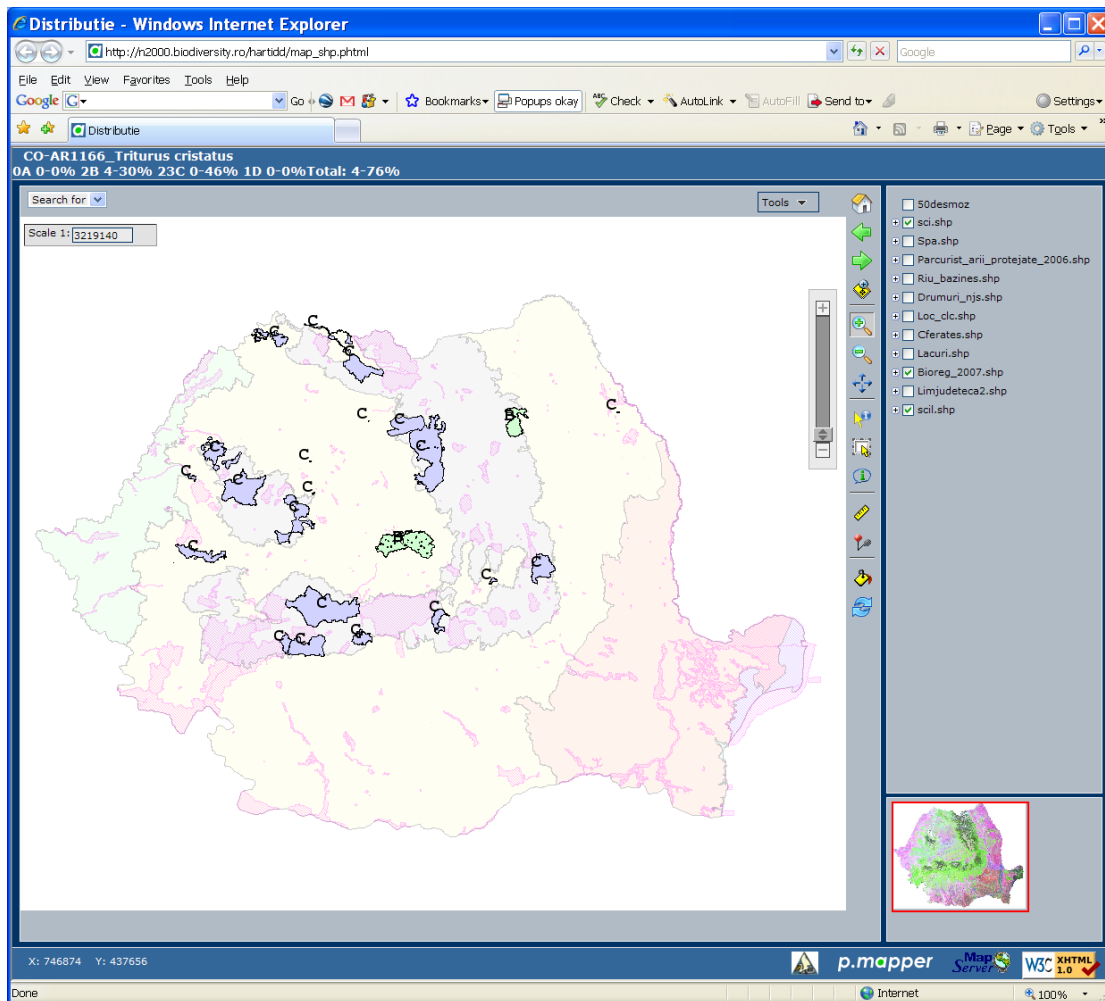 Distributie - Windows Internet Explorer
http://n2000.biodiversity.ro/hartidd/map_shp.phtml
Google
File Edit View Favorites Tools Help
Google G Go Bookmarks Popups okay ABC Check AutoLink AutoFill Send to Settings
Distributie Page Tools »
CO-AR1166_Triturus cristatus
0A 0-0% 2B 4-30% 23C 0-46% 1D 0-0%Total: 4-76%
Search for
Tools
Scale 1: 3219140
50desmoz
sci.shp
Spa.shp
Parcurist_arii_protejate_2006.shp
Riu_bazines.shp
Drumuri_njs.shp
Loc_clc.shp
Cferates.shp
Lacuri.shp
Bioreg_2007.shp
Limjudeteca2.shp
scil.shp
C
C
C
C
C
B
C
C
C
C
C
C
C
C
B
C
C
C
C
C
C
C
C
X: 746874 Y: 437656
p.mapper
Map Server
W3C XHTML 1.0
Done
Internet
100%